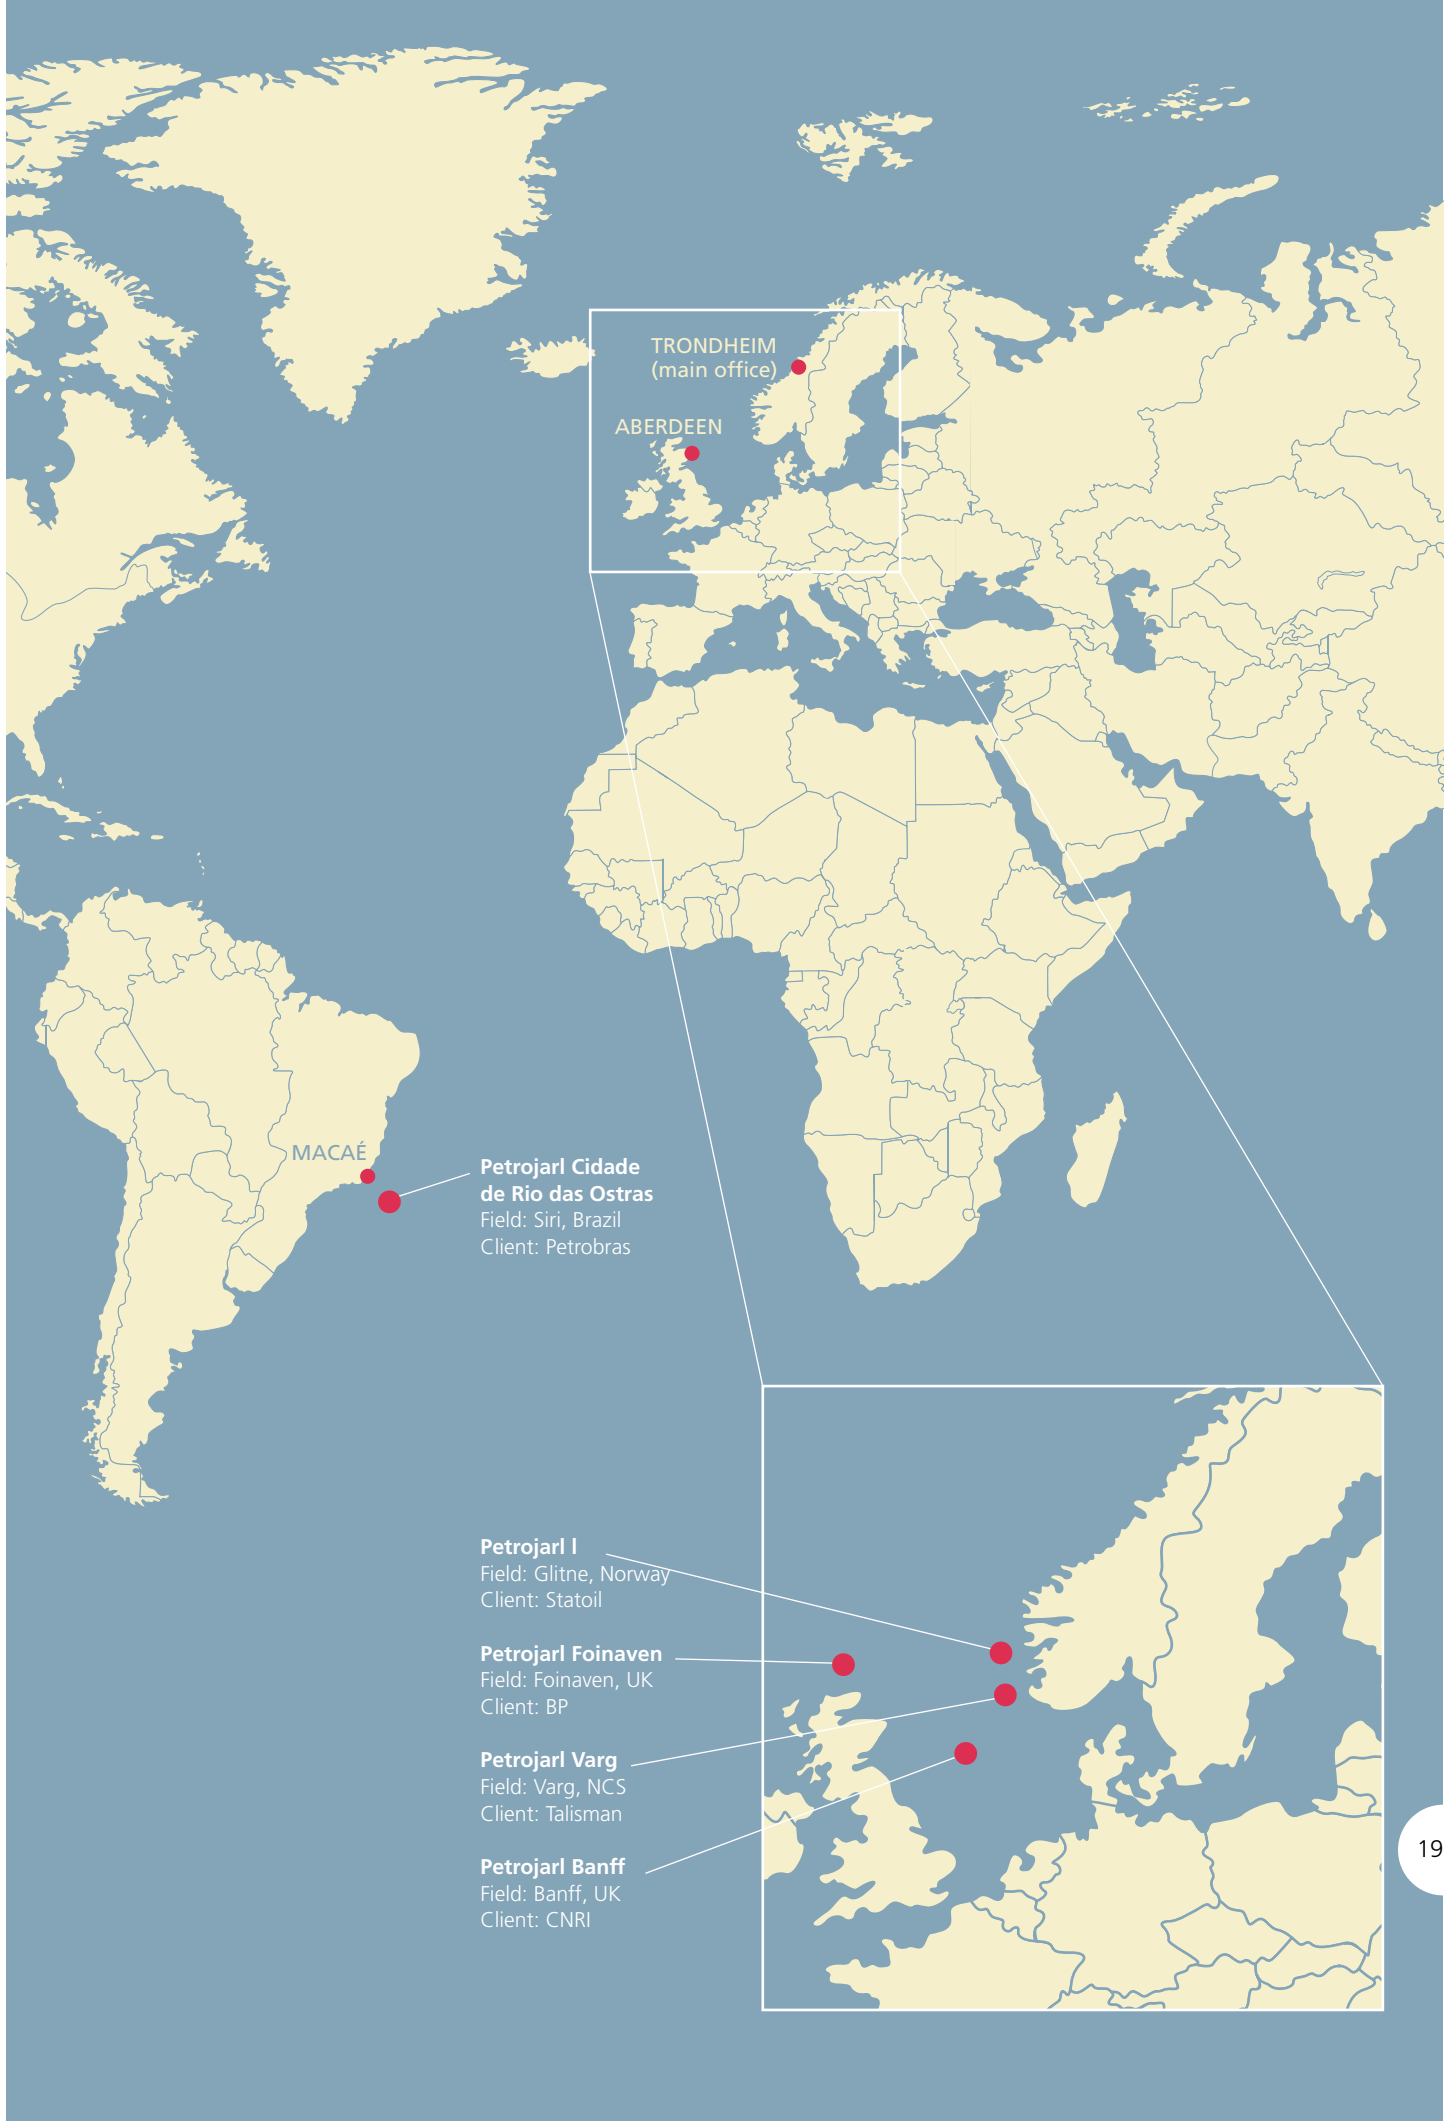 TRONDHEIM
(main office)
ABERDEEN
MACAÉ
Petrojarl Cidade
de Rio das Ostras
Field: Siri, Brazil
Client: Petrobras
Petrojarl l
Field: Glitne, Norway
Client: Statoil
Petrojarl Foinaven
Field: Foinaven, UK
Client: BP
Petrojarl Varg
Field: Varg, NCS
Client: Talisman
Petrojarl Banff
Field: Banff, UK
Client: CNRI
19